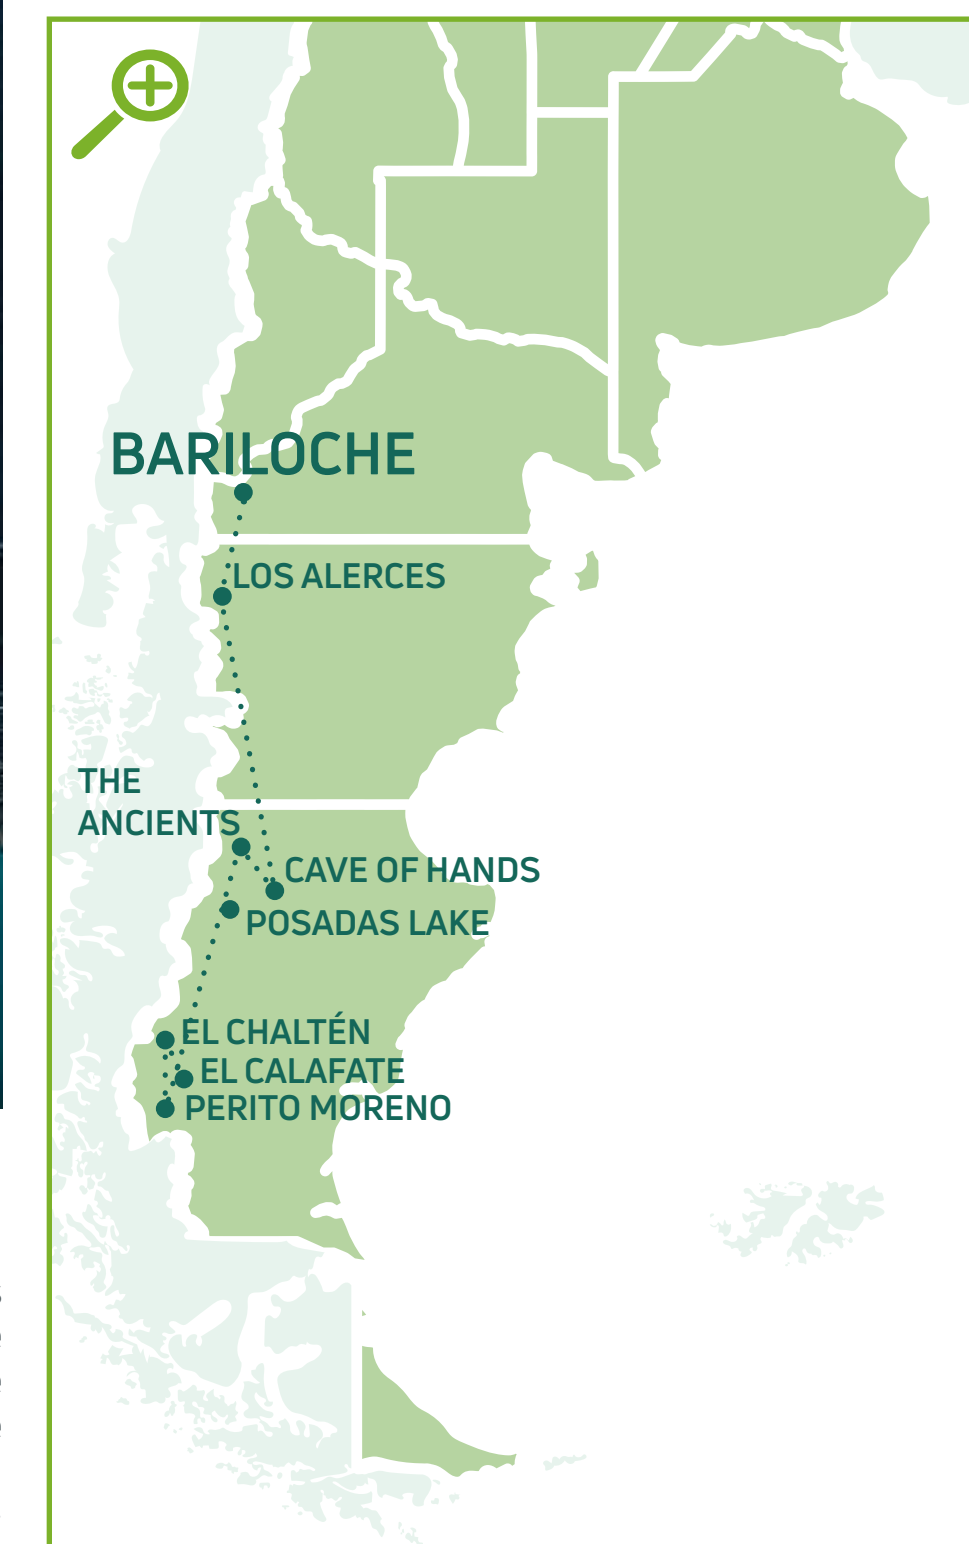 BARILOCHE
LOS ALERCES
THE
ANCIENTS
CAVE OF HANDS
POSADAS LAKE
EL CHALTÉN
EL CALAFATE
PERITO MORENO